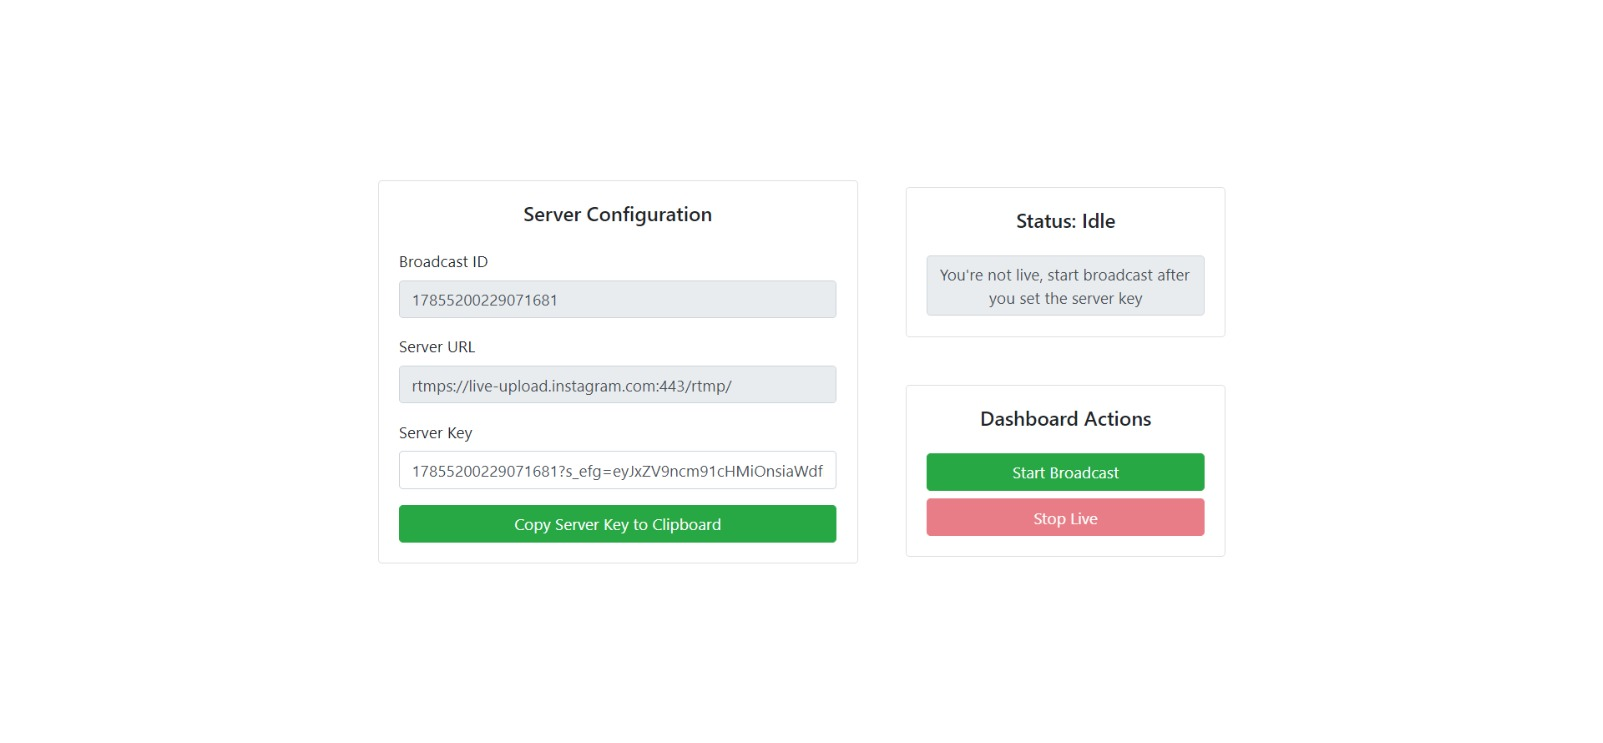 Server Configuration
Broadcast ID
17855200229071681
Server URL
rtmps://live-upload.instagram.com:443/rtmp/
Server Key
17855200229071681?s_efg=eyJxZV9ncm91cHMiOnsiaWdf
Copy Server Key to Clipboard
Status: Idle
You're not live, start broadcast after
you set the server key
Dashboard Actions
Start Broadcast
Stop Live